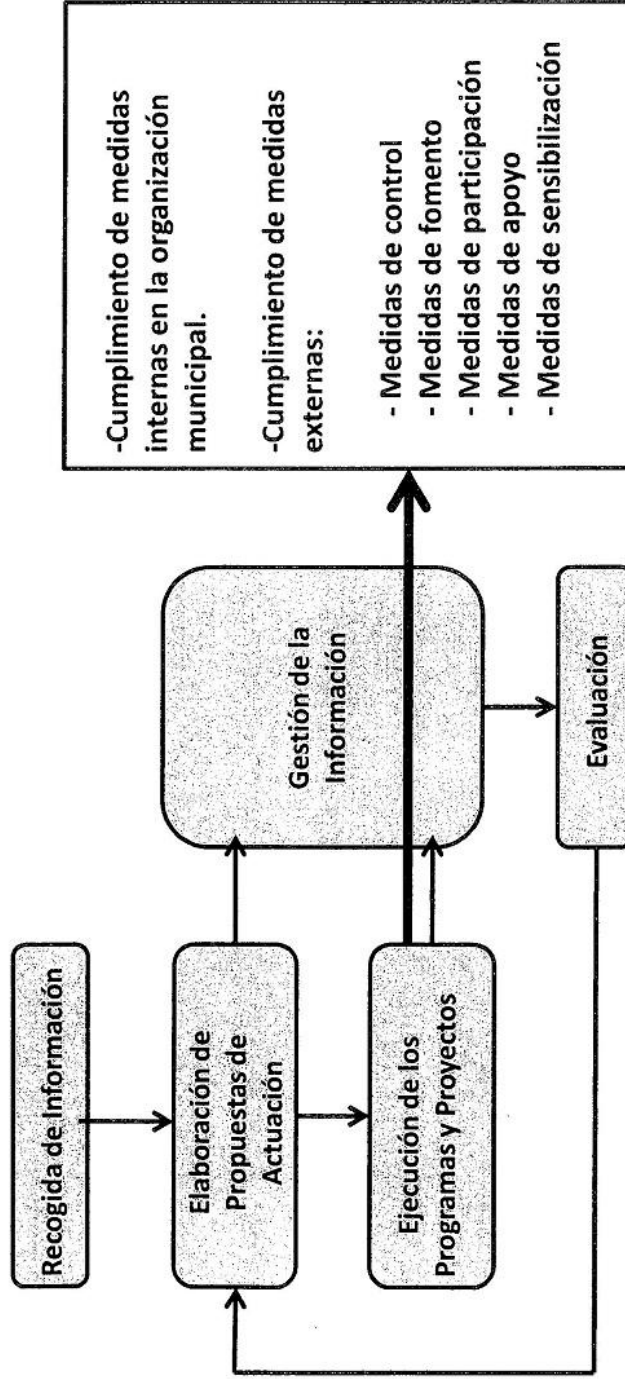 Recogida de Información
Elaboración de
Propuestas de
Actuación
Ejecución de los
Programas y Proyectos
Gestión de la
Información
Evaluación
-Cumplimiento de medidas
internas en la organización
municipal.
-Cumplimiento de medidas
externas:
- Medidas de control
- Medidas de fomento
- Medidas de participación
- Medidas de apoyo
- Medidas de sensibilización